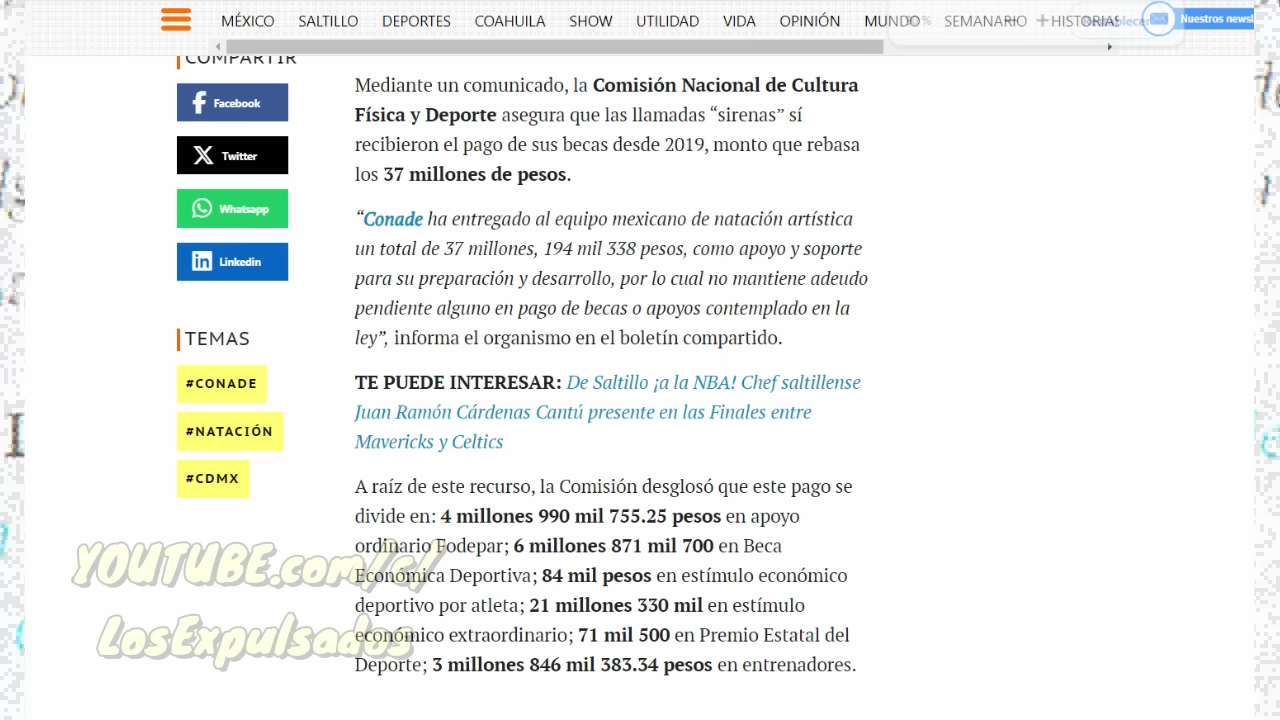 MÉXICO SALTILLO DEPORTES COAHUILA SHOW UTILIDAD VIDA OPINIÓN MUNDO SEMANARIO HISTORIAS
Nuestros newsl
COMPARTIR
Facebook
Twitter
Whatsapp
Linkedin
TEMAS
#CONADE
#NATACIÓN
#CDMX
Mediante un comunicado, la Comisión Nacional de Cultura
Física y Deporte asegura que las llamadas “sirenas” sí
recibieron el pago de sus becas desde 2019, monto que rebasa
los 37 millones de pesos.
“Conade ha entregado al equipo mexicano de natación artística
un total de 37 millones, 194 mil 338 pesos, como apoyo y soporte
para su preparación y desarrollo, por lo cual no mantiene adeudo
pendiente alguno en pago de becas o apoyos contemplado en la
ley”, informa el organismo en el boletín compartido.
TE PUEDE INTERESAR: De Saltillo ¡a la NBA! Chef saltillense
Juan Ramón Cárdenas Cantú presente en las Finales entre
Mavericks y Celtics
A raíz de este recurso, la Comisión desglosó que este pago se
divide en: 4 millones 990 mil 755.25 pesos en apoyo
ordinario Fodepar; 6 millones 871 mil 700 en Beca
Económica Deportiva; 84 mil pesos en estímulo económico
deportivo por atleta; 21 millones 330 mil en estímulo
económico extraordinario; 71 mil 500 en Premio Estatal del
Deporte; 3 millones 846 mil 383.34 pesos en entrenadores.
YOUTUBE.com/c/
LosExpulsados